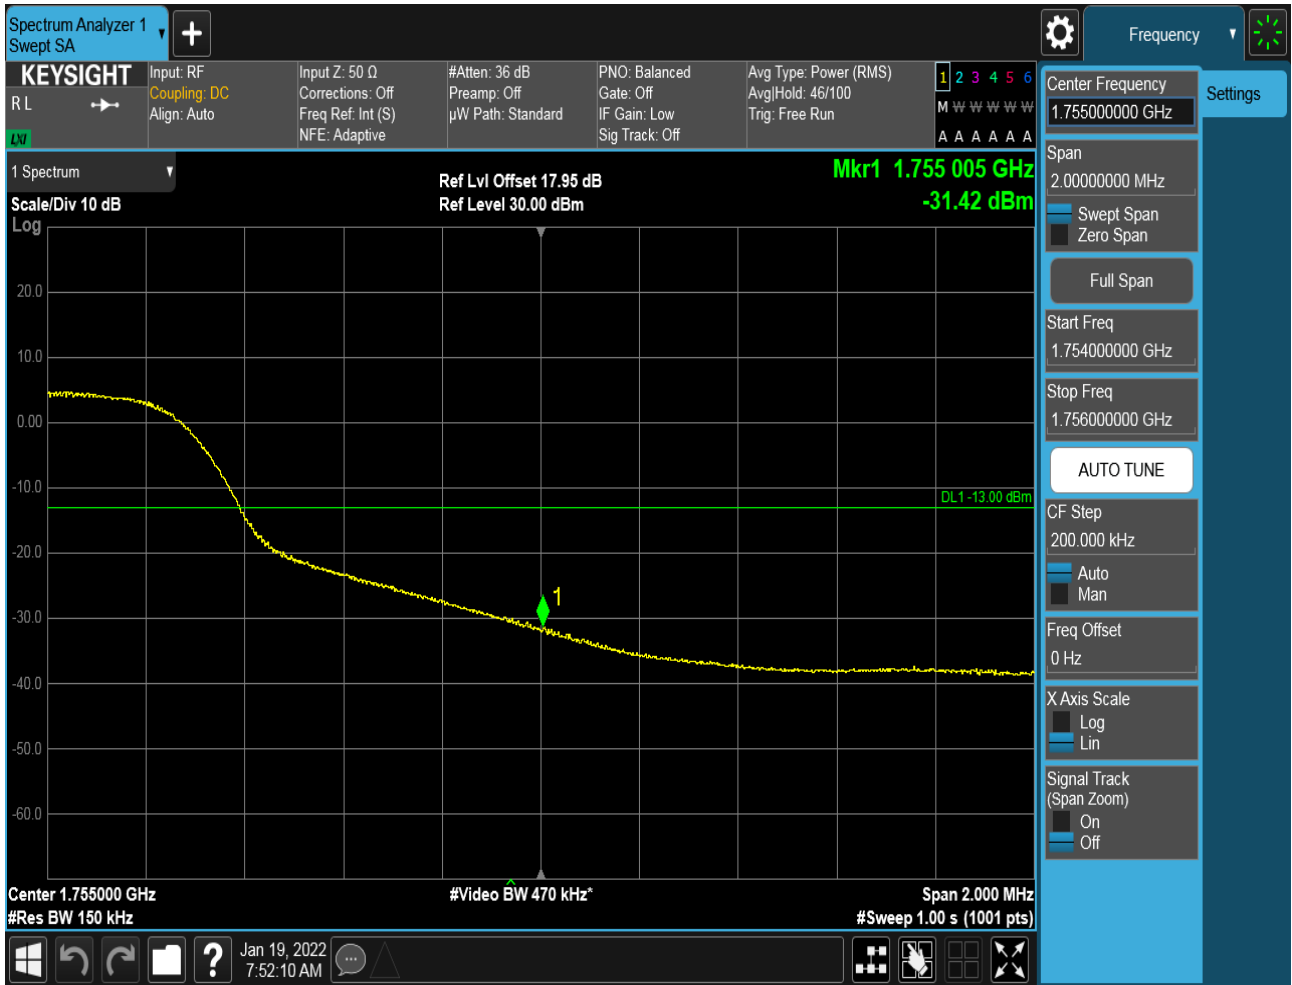 Spectrum Analyzer 1
Swept SA
Frequency
KEYSIGHT
R L
LXI
Input: RF
Coupling: DC
Align: Auto
Input Z: 50 Ω
Corrections: Off
Freq Ref: Int (S)
NFE: Adaptive
#Atten: 36 dB
Preamp: Off
µW Path: Standard
PNO: Balanced
Gate: Off
IF Gain: Low
Sig Track: Off
Avg Type: Power (RMS)
Avg|Hold: 46/100
Trig: Free Run
1 2 3 4 5 6
M W W W W W
A A A A A A
1 Spectrum
Scale/Div 10 dB
Log
Ref Lvl Offset 17.95 dB
Ref Level 30.00 dBm
Mkr1 1.755 005 GHz
-31.42 dBm
20.0
10.0
0.00
-10.0
-20.0
-30.0
-40.0
-50.0
-60.0
DL1 -13.00 dBm
1
Center 1.755000 GHz
#Res BW 150 kHz
#Video BW 470 kHz*
Span 2.000 MHz
#Sweep 1.00 s (1001 pts)
Jan 19, 2022
7:52:10 AM
Center Frequency
1.755000000 GHz
Settings
Span
2.00000000 MHz
Swept Span
Zero Span
Full Span
Start Freq
1.754000000 GHz
Stop Freq
1.756000000 GHz
AUTO TUNE
CF Step
200.000 kHz
Auto
Man
Freq Offset
0 Hz
X Axis Scale
Log
Lin
Signal Track
(Span Zoom)
On
Off